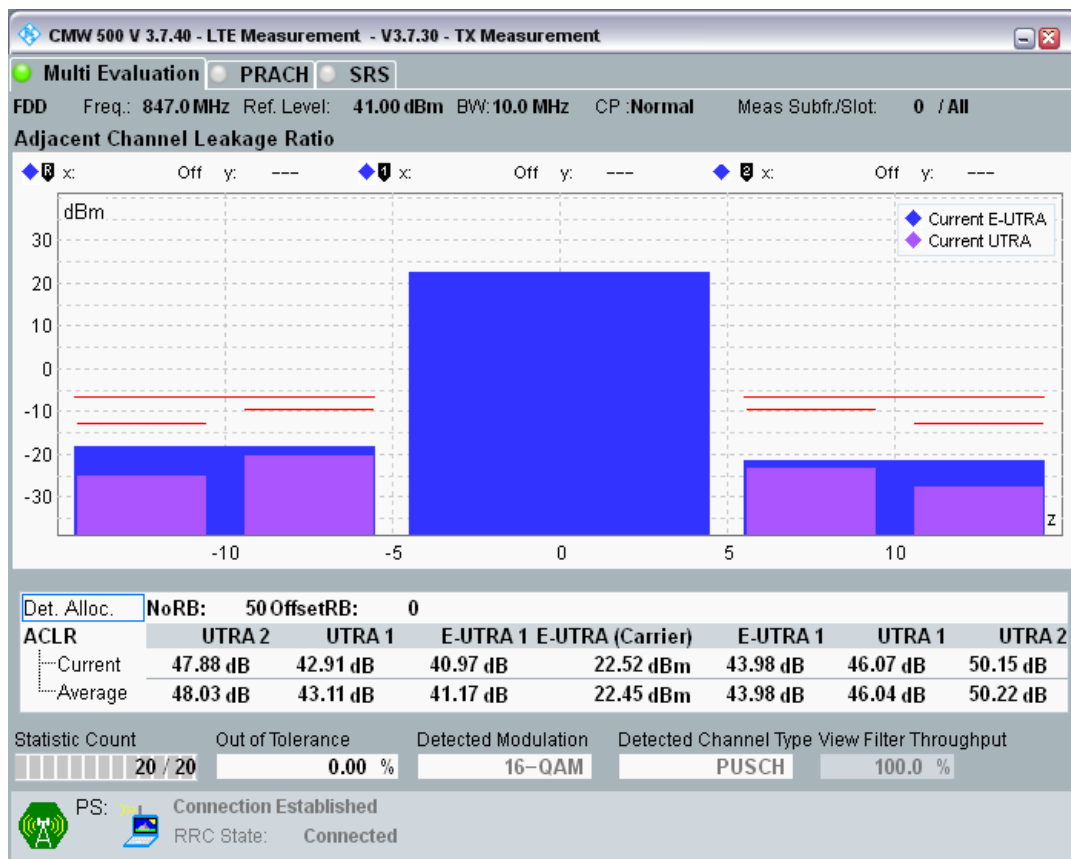 CMW 500 V 3.7.40 - LTE Measurement - V3.7.30 - TX Measurement
Multi Evaluation PRACH SRS
FDD Freq.: 847.0 MHz Ref. Level: 41.00 dBm BW: 10.0 MHz CP :Normal Meas Subfr./Slot: 0 / All
Adjacent Channel Leakage Ratio
R x: Off y: --- 1 x: Off y: --- 2 x: Off y: ---
dBm
Current E-UTRA
Current UTRA
30
20
10
0
-10
-20
-30
z
-10 -5 0 5 10
Det. Alloc. NoRB: 50 OffsetRB: 0
ACLR UTRA 2 UTRA 1 E-UTRA 1 E-UTRA (Carrier) E-UTRA 1 UTRA 1 UTRA 2
Current 47.88 dB 42.91 dB 40.97 dB 22.52 dBm 43.98 dB 46.07 dB 50.15 dB
Average 48.03 dB 43.11 dB 41.17 dB 22.45 dBm 43.98 dB 46.04 dB 50.22 dB
Statistic Count Out of Tolerance Detected Modulation Detected Channel Type View Filter Throughput
20 / 20 0.00 % 16-QAM PUSCH 100.0 %
PS: Connection Established
RRC State: Connected